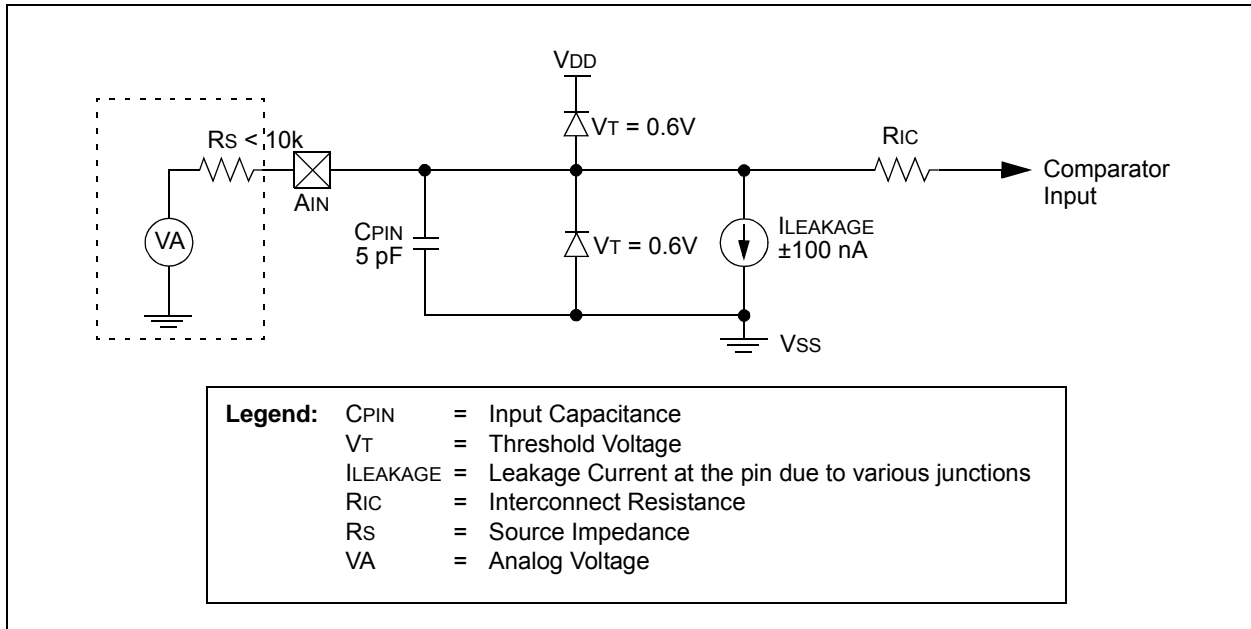 VDD
VT = 0.6V
RS < 10k
RIC
AIN
Comparator
Input
CPIN
5 pF
VT = 0.6V
ILEAKAGE
±100 nA
VA
VSS
Legend: CPIN = Input Capacitance
VT = Threshold Voltage
ILEAKAGE = Leakage Current at the pin due to various junctions
RIC = Interconnect Resistance
RS = Source Impedance
VA = Analog Voltage